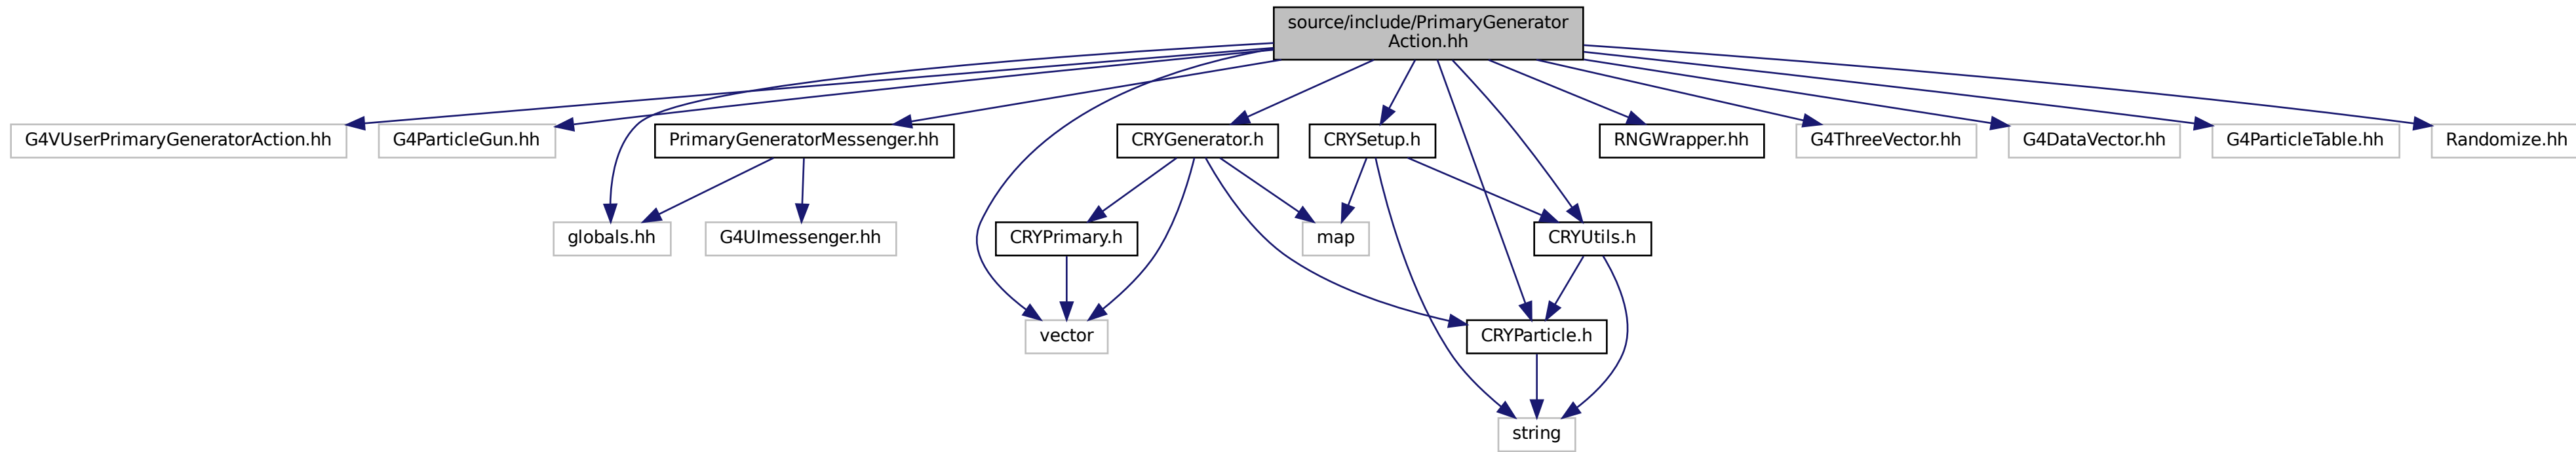 source/include/PrimaryGenerator
Action.hh
G4VUserPrimaryGeneratorAction.hh
G4ParticleGun.hh
PrimaryGeneratorMessenger.hh
CRYGenerator.h
CRYSetup.h
RNGWrapper.hh
G4ThreeVector.hh
G4DataVector.hh
G4ParticleTable.hh
Randomize.hh
globals.hh
G4UImessenger.hh
CRYPrimary.h
map
CRYUtils.h
vector
CRYParticle.h
string